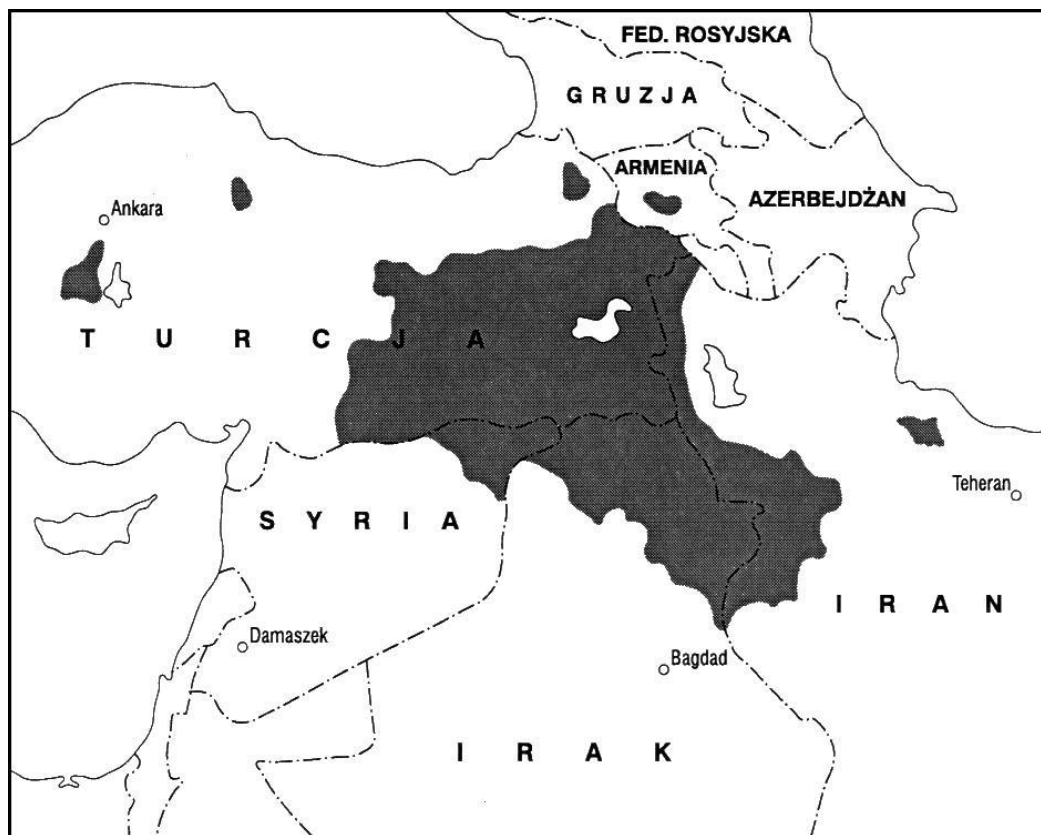 FED. ROSYJSKA
GRUZJA
ARMENIA
AZERBEJDŻAN
Ankara
TURCJA
Teheran
SYRIA
IRAN
Damaszek
Bagdad
IRAK